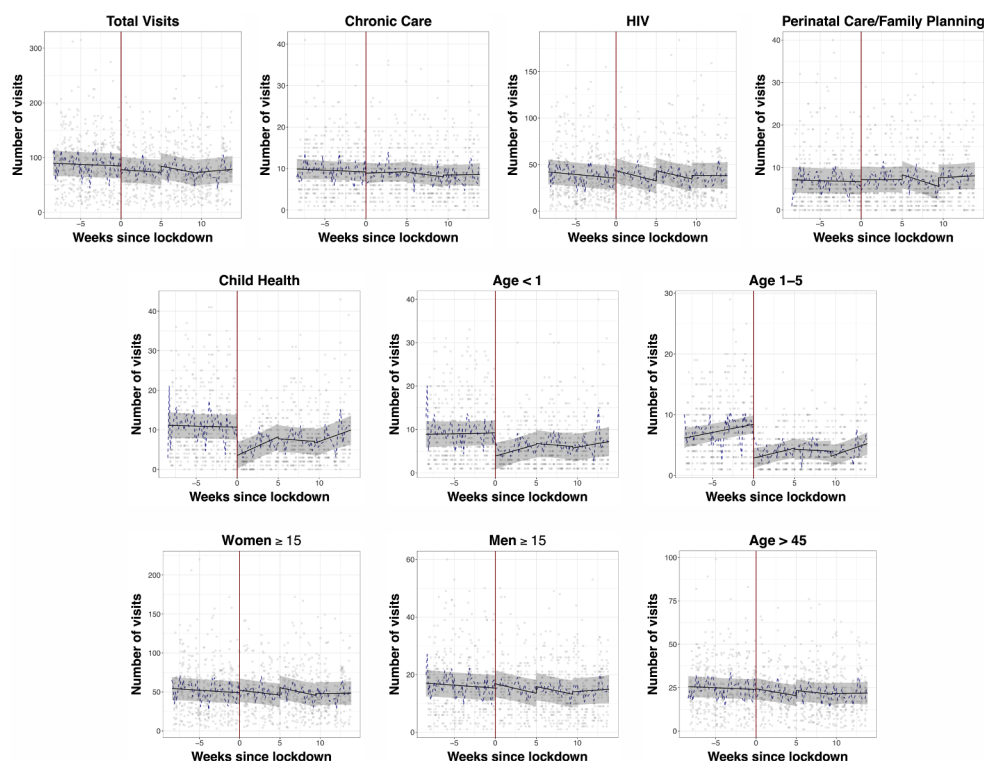 Total Visits
Number of visits
300
200
100
0
−5 0 5 10
Weeks since lockdown
Chronic Care
Number of visits
40
30
20
10
0
−5 0 5 10
Weeks since lockdown
HIV
Number of visits
150
100
50
0
−5 0 5 10
Weeks since lockdown
Perinatal Care/Family Planning
Number of visits
40
30
20
10
0
−5 0 5 10
Weeks since lockdown
Child Health
Number of visits
40
30
20
10
0
−5 0 5 10
Weeks since lockdown
Age < 1
Number of visits
40
30
20
10
0
−5 0 5 10
Weeks since lockdown
Age 1−5
Number of visits
30
20
10
0
−5 0 5 10
Weeks since lockdown
Women ≥ 15
Number of visits
200
150
100
50
0
−5 0 5 10
Weeks since lockdown
Men ≥ 15
Number of visits
60
40
20
0
−5 0 5 10
Weeks since lockdown
Age > 45
Number of visits
100
75
50
25
0
−5 0 5 10
Weeks since lockdown